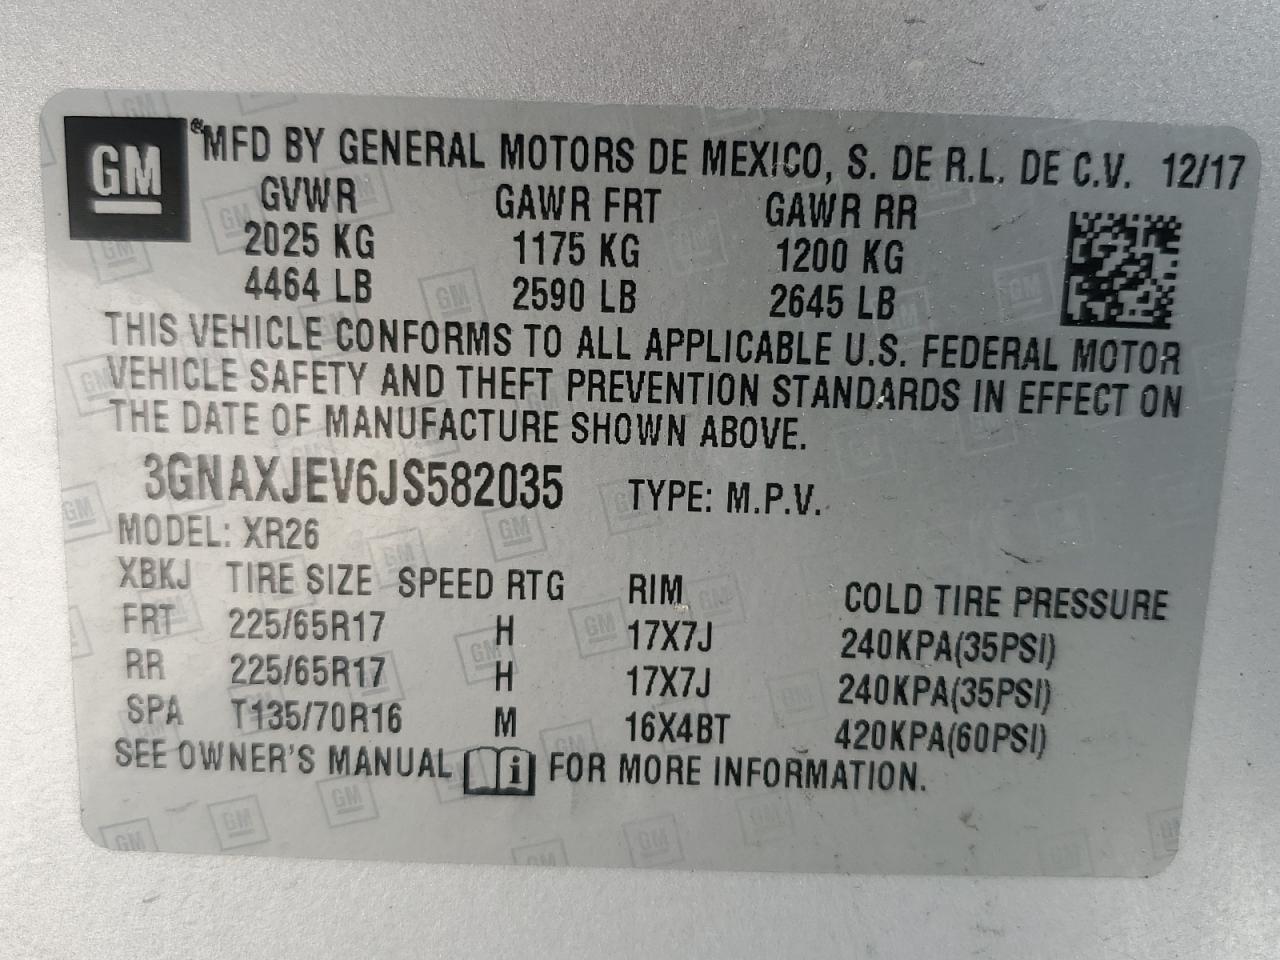 GM
®MFD BY GENERAL MOTORS DE MEXICO, S. DE R.L. DE C.V. 12/17
GVWR GAWR FRT GAWR RR
2025 KG 1175 KG 1200 KG
4464 LB 2590 LB 2645 LB
THIS VEHICLE CONFORMS TO ALL APPLICABLE U.S. FEDERAL MOTOR
VEHICLE SAFETY AND THEFT PREVENTION STANDARDS IN EFFECT ON
THE DATE OF MANUFACTURE SHOWN ABOVE.
3GNAXJEV6JS582035 TYPE: M.P.V.
MODEL: XR26
XBKJ TIRE SIZE SPEED RTG RIM COLD TIRE PRESSURE
FRT 225/65R17 H 17X7J 240KPA(35PSI)
RR 225/65R17 H 17X7J 240KPA(35PSI)
SPA T135/70R16 M 16X4BT 420KPA(60PSI)
SEE OWNER'S MANUAL i FOR MORE INFORMATION.